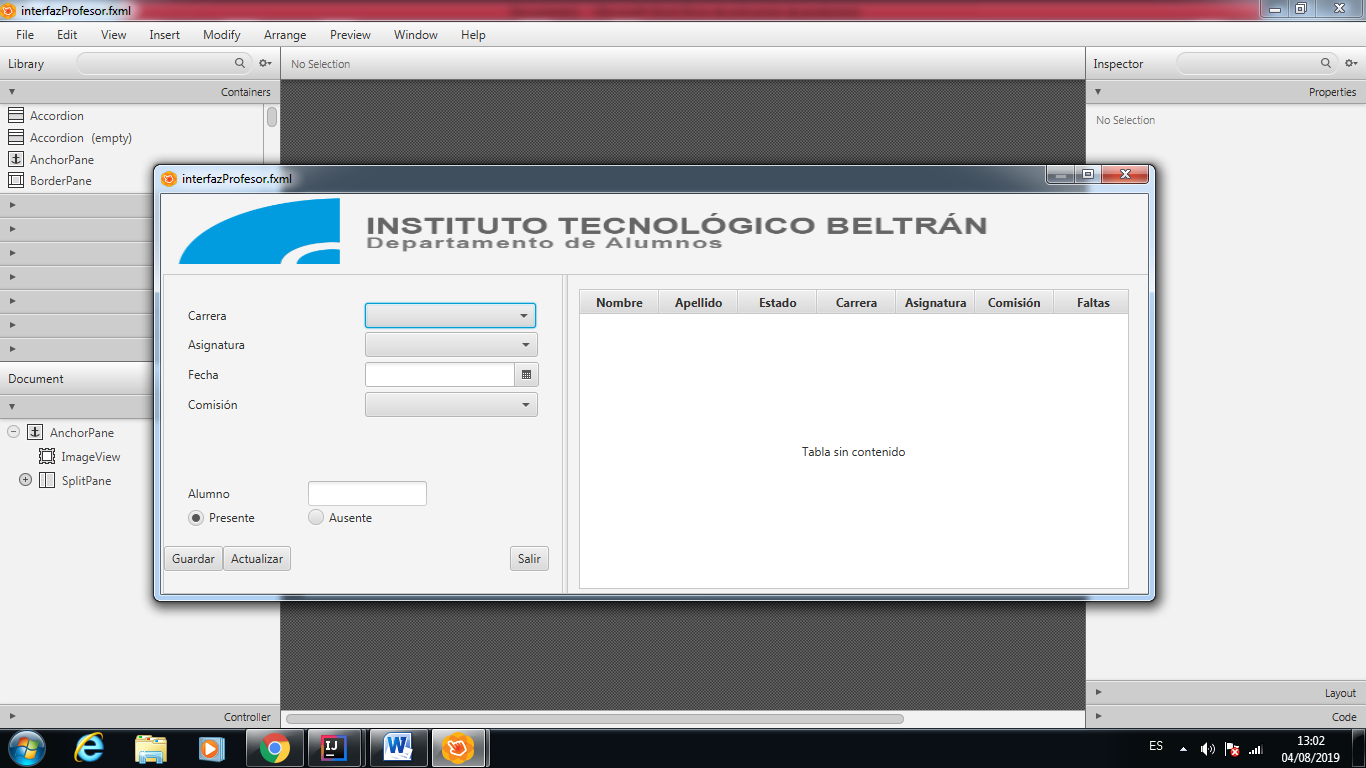 interfazProfesor.fxml
File Edit View Insert Modify Arrange Preview Window Help
Library
No Selection
Inspector
Containers
Properties
Accordion
Accordion (empty)
AnchorPane
BorderPane
No Selection
interfazProfesor.fxml
INSTITUTO TECNOLÓGICO BELTRÁN
Departamento de Alumnos
Carrera
Asignatura
Fecha
Comisión
Alumno
Presente Ausente
Guardar Actualizar Salir
Nombre Apellido Estado Carrera Asignatura Comisión Faltas
Tabla sin contenido
Document
AnchorPane
ImageView
SplitPane
Controller
Layout
Code
IJ
W
ES
13:02
04/08/2019